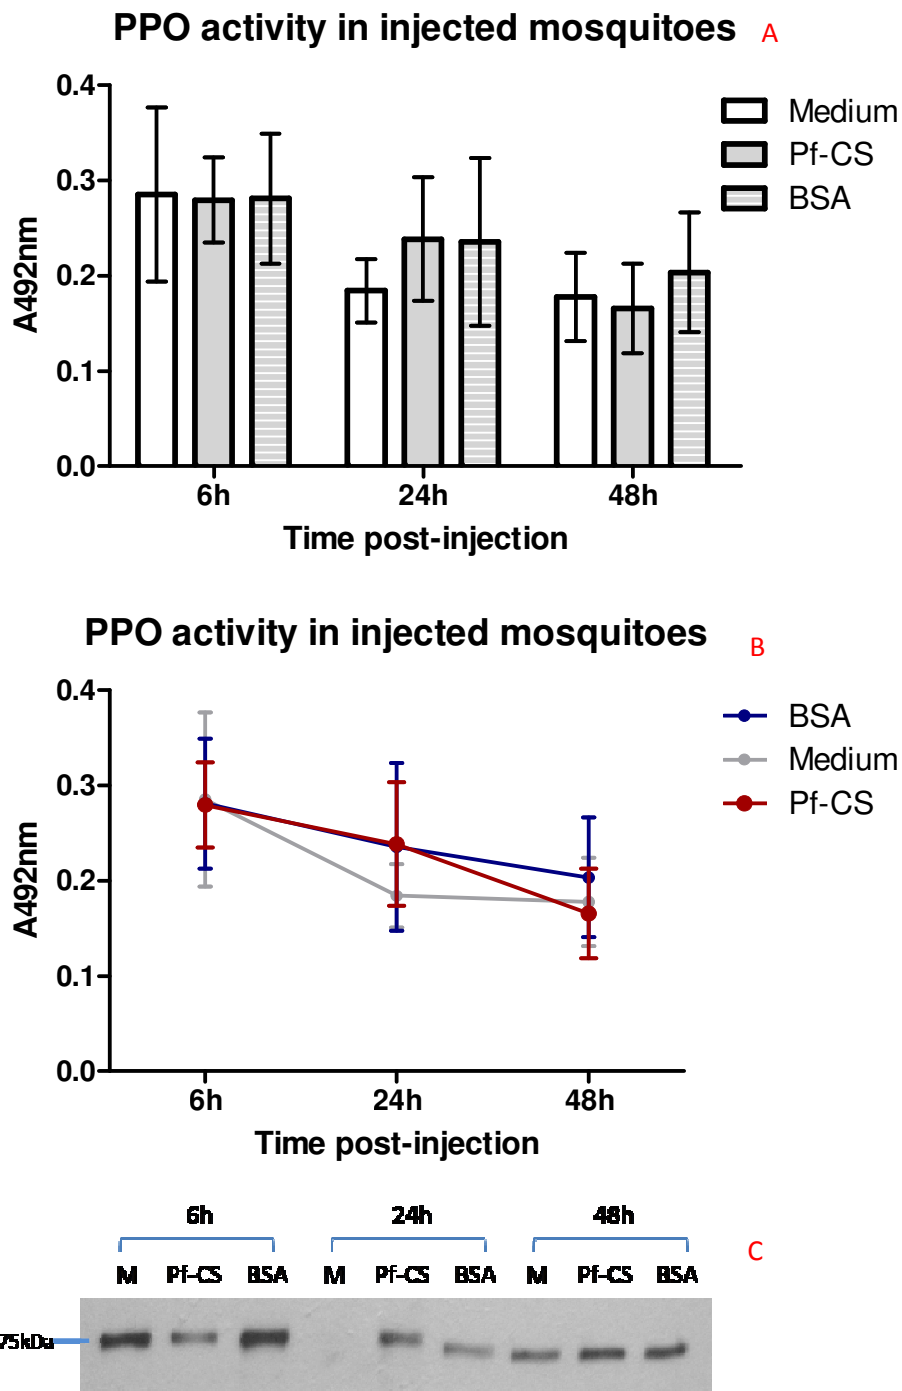 PPO activity in injected mosquitoes A
0.4
0.3
0.2
0.1
0.0
A492nm
6h 24h 48h
Time post-injection
Medium
Pf-CS
BSA
PPO activity in injected mosquitoes B
0.4
0.3
0.2
0.1
0.0
A492nm
6h 24h 48h
Time post-injection
BSA
Medium
Pf-CS
6h 24h 48h
C
M Pf-CS BSA M Pf-CS BSA M Pf-CS BSA
75kDa